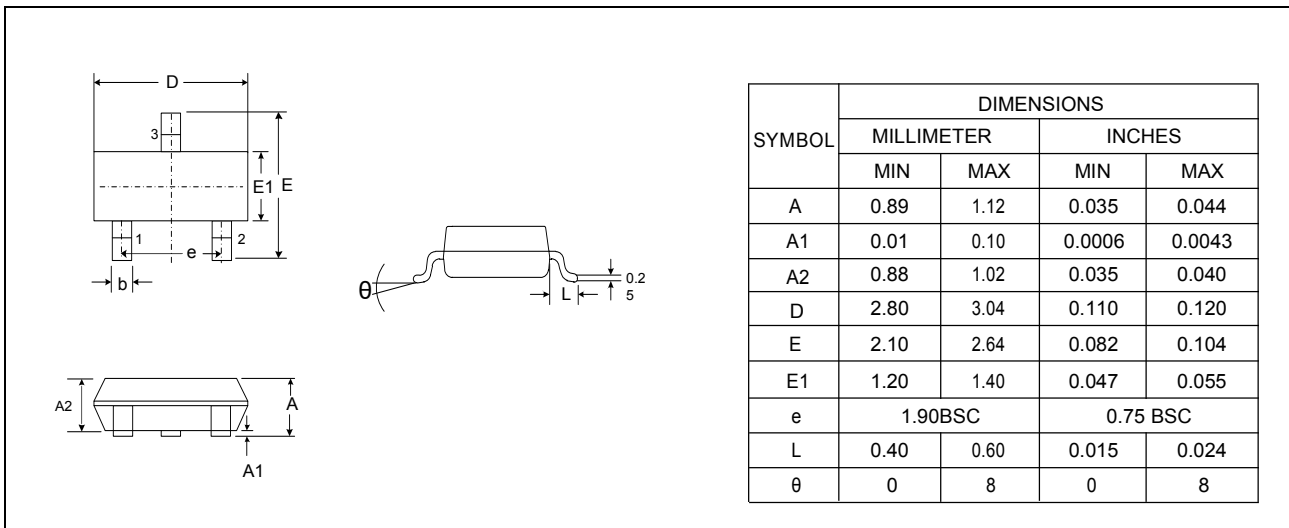 D
3
E1
E
1
2
e
b
θ
L
0.2
5
A2
A
A1
DIMENSIONS
SYMBOL MILLIMETER INCHES
MIN MAX MIN MAX
A 0.89 1.12 0.035 0.044
A1 0.01 0.10 0.0006 0.0043
A2 0.88 1.02 0.035 0.040
D 2.80 3.04 0.110 0.120
E 2.10 2.64 0.082 0.104
E1 1.20 1.40 0.047 0.055
e 1.90BSC 0.75 BSC
L 0.40 0.60 0.015 0.024
θ 0 8 0 8